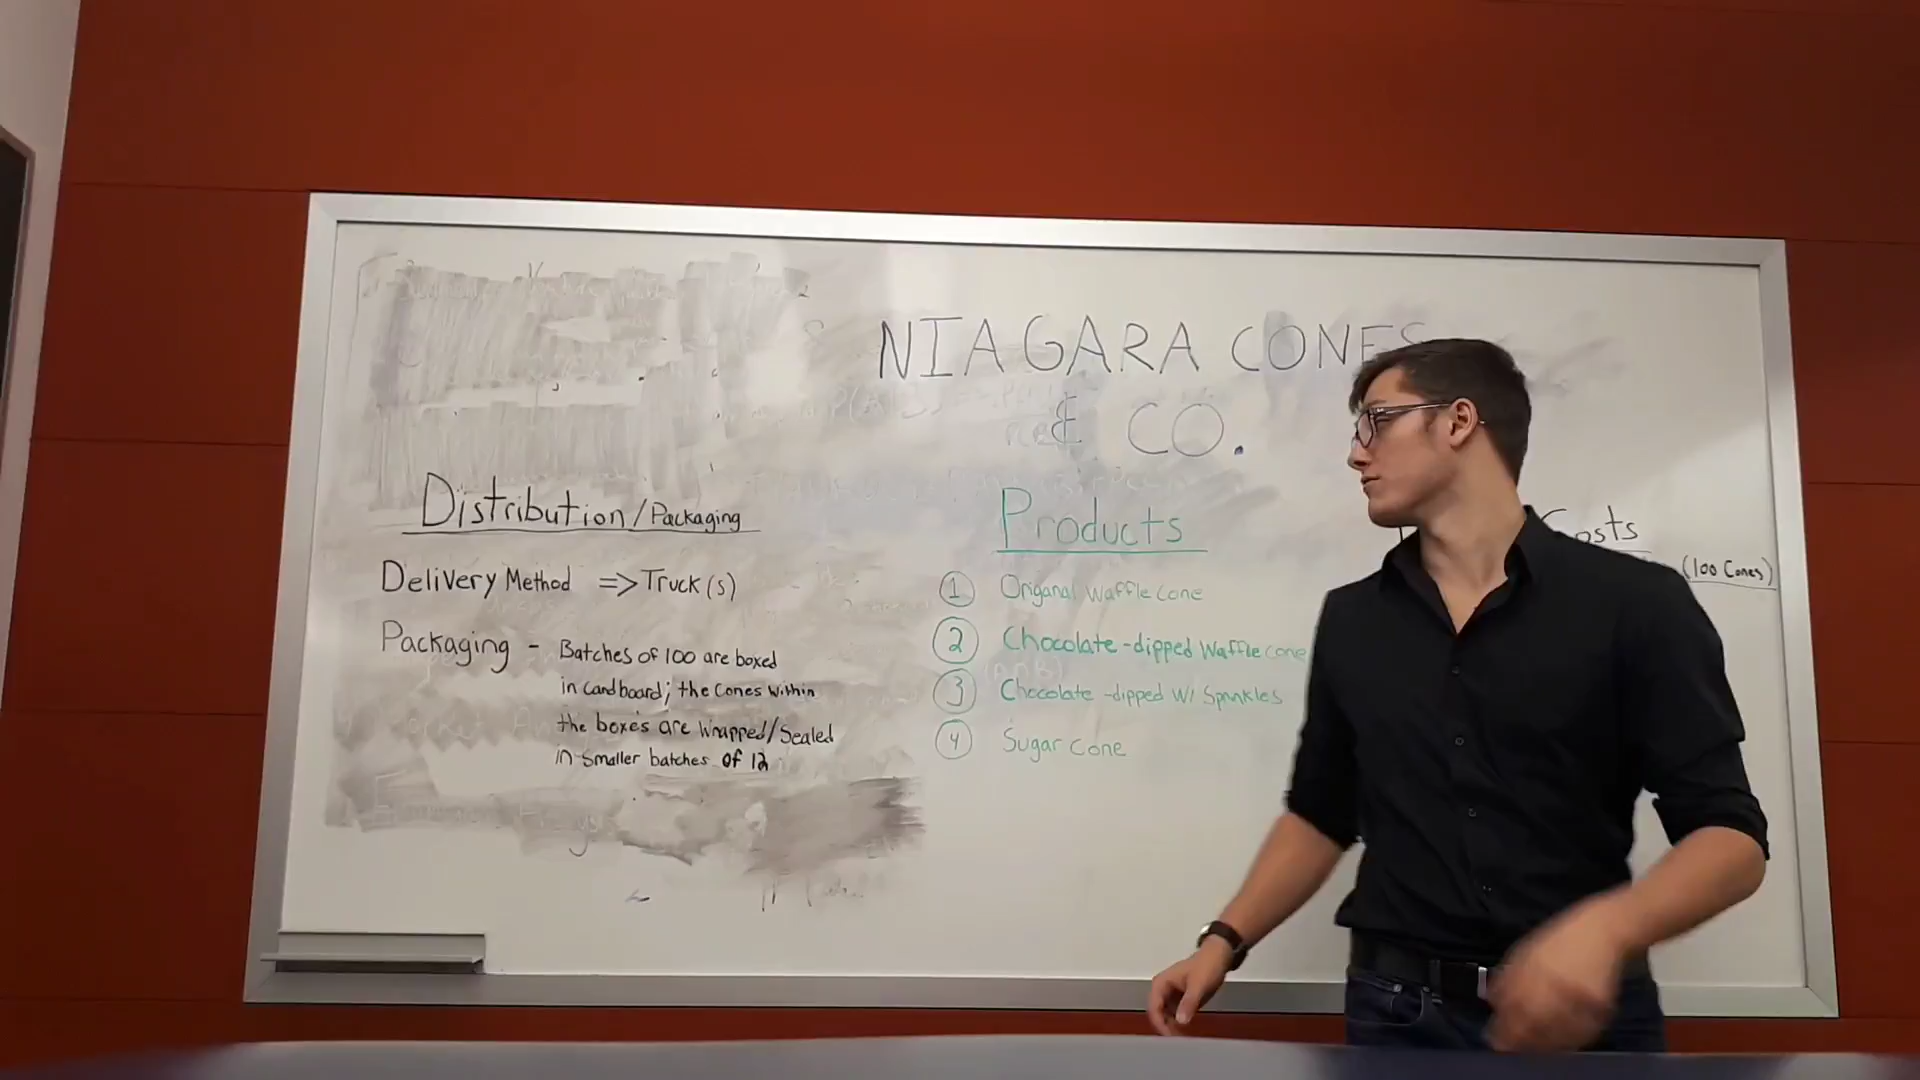 NIAGARA CONES
& CO.
Distribution/Packaging
Delivery Method => Truck(s)
Packaging - Batches of 100 are boxed
in cardboard; the cones within
the boxes are wrapped/sealed
in smaller batches of 12
Products
1 Origanal Waffle Cone
2 Chocolate-dipped Waffle cone
3 Chocolate-dipped W/ Sprinkles
4 Sugar Cone
Costs
(100 Cones)